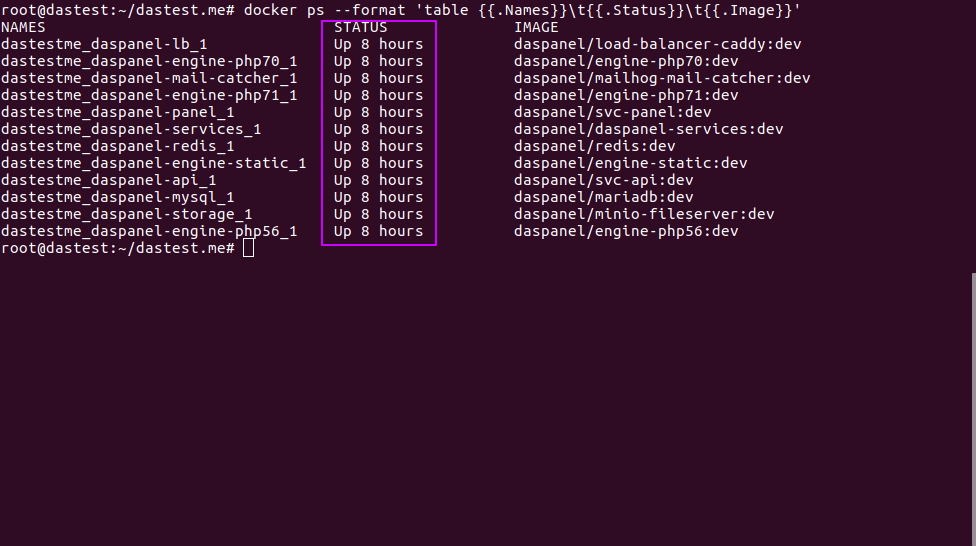 root@dastest:~/dastest.me# docker ps --format 'table {{.Names}}\t{{.Status}}\t{{.Image}}'
NAMES STATUS IMAGE
dastestme_daspanel-lb_1 Up 8 hours daspanel/load-balancer-caddy:dev
dastestme_daspanel-engine-php70_1 Up 8 hours daspanel/engine-php70:dev
dastestme_daspanel-mail-catcher_1 Up 8 hours daspanel/mailhog-mail-catcher:dev
dastestme_daspanel-engine-php71_1 Up 8 hours daspanel/engine-php71:dev
dastestme_daspanel-panel_1 Up 8 hours daspanel/svc-panel:dev
dastestme_daspanel-services_1 Up 8 hours daspanel/daspanel-services:dev
dastestme_daspanel-redis_1 Up 8 hours daspanel/redis:dev
dastestme_daspanel-engine-static_1 Up 8 hours daspanel/engine-static:dev
dastestme_daspanel-api_1 Up 8 hours daspanel/svc-api:dev
dastestme_daspanel-mysql_1 Up 8 hours daspanel/mariadb:dev
dastestme_daspanel-storage_1 Up 8 hours daspanel/minio-fileserver:dev
dastestme_daspanel-engine-php56_1 Up 8 hours daspanel/engine-php56:dev
root@dastest:~/dastest.me#